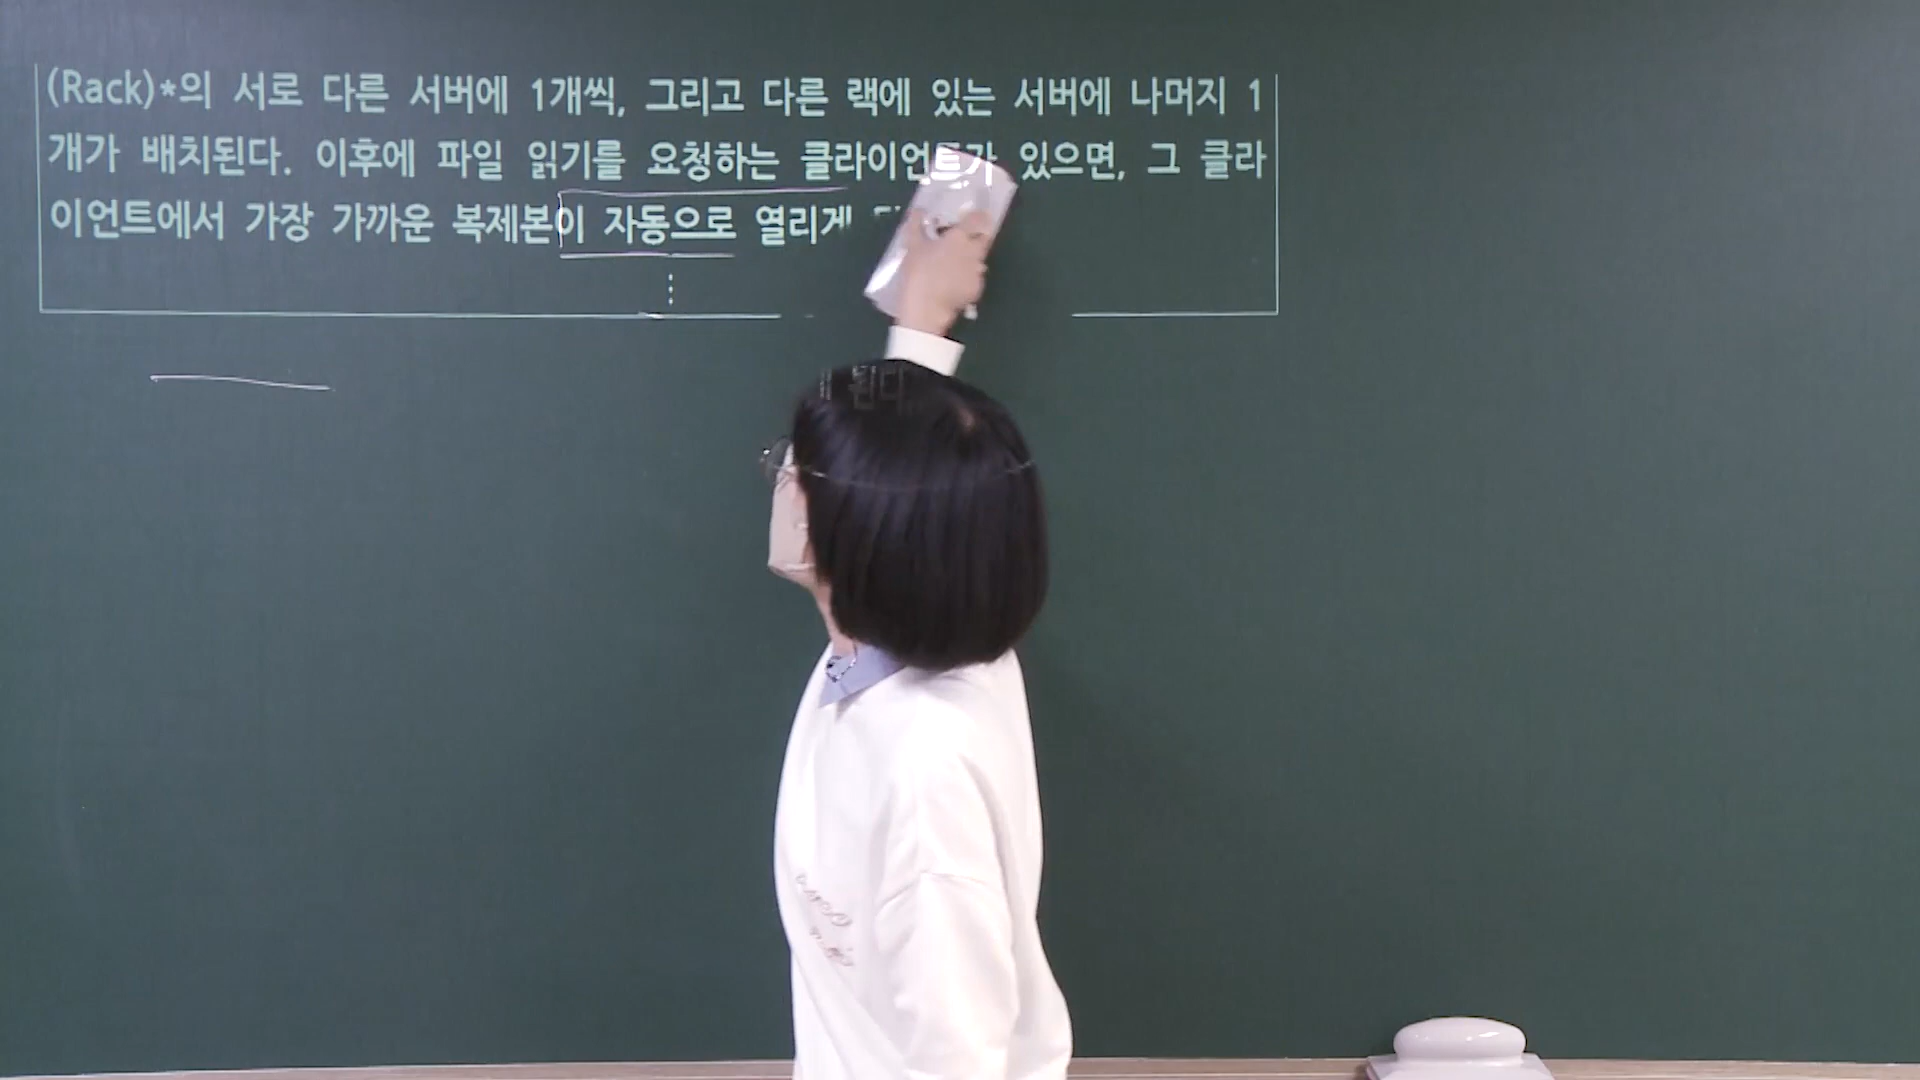 (Rack)*의 서로 다른 서버에 1개씩, 그리고 다른 랙에 있는 서버에 나머지 1
개가 배치된다. 이후에 파일 읽기를 요청하는 클라이언트가 있으면, 그 클라
이언트에서 가장 가까운 복제본이 자동으로 열리게 된다